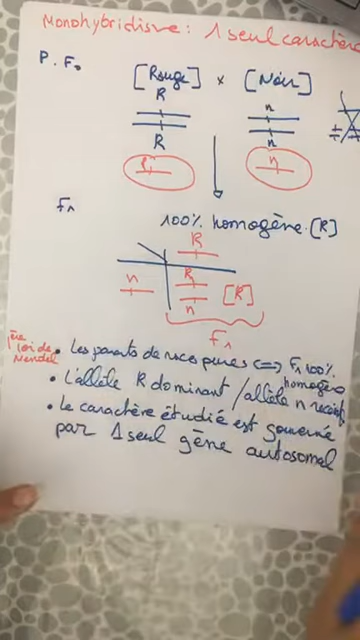 Monohybridisme : 1 seul caractère
P. F₀ [Rouge] x [Noir]
R n
R n
R n
F₁ 100% homogène. [R]
R
n R [R]
n
F₁
1ère loi de Mendel
• Les parents de races pures <=> F₁ 100% homogène
• L'allèle R dominant / allèle n récessif
• Le caractère étudié est gouverné
par 1 seul gène autosomal